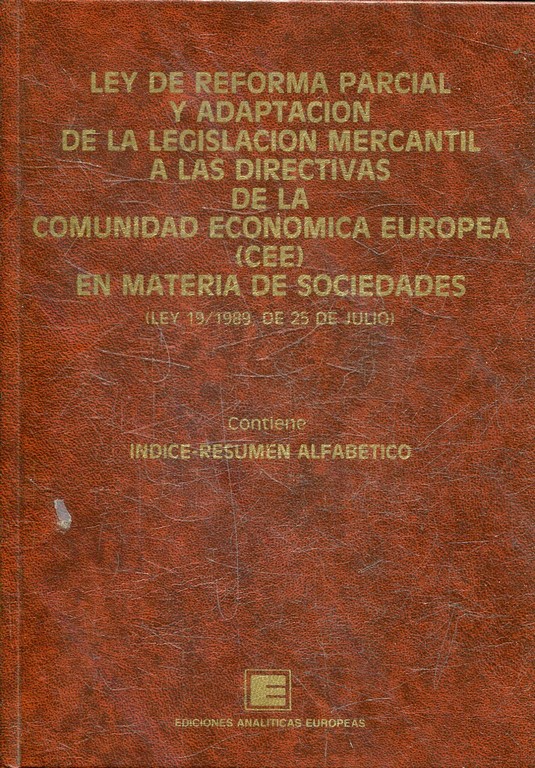 LEY DE REFORMA PARCIAL
Y ADAPTACION
DE LA LEGISLACION MERCANTIL
A LAS DIRECTIVAS
DE LA
COMUNIDAD ECONOMICA EUROPEA
(CEE)
EN MATERIA DE SOCIEDADES
(LEY 19/1989, DE 25 DE JULIO)
Contiene
INDICE-RESUMEN ALFABETICO
E
EDICIONES ANALITICAS EUROPEAS